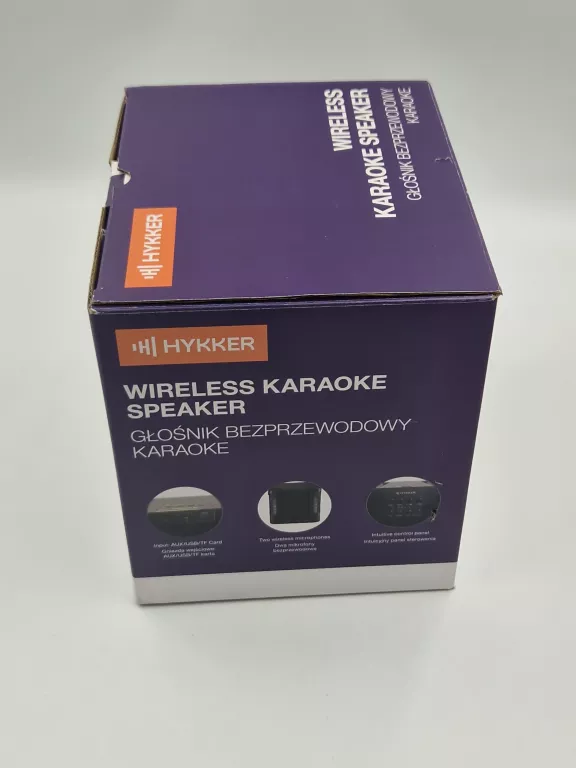 WIRELESS
KARAOKE SPEAKER
GŁOŚNIK BEZPRZEWODOWY
KARAOKE
HYKKER
HYKKER
WIRELESS KARAOKE
SPEAKER
GŁOŚNIK BEZPRZEWODOWY
KARAOKE
Input: AUX/USB/TF Card
Gniazda wejściowe:
AUX/USB/TF karta
Two wireless microphones
Dwa mikrofony
bezprzewodowe
Intuitive control panel
Intuicyjny panel sterowania